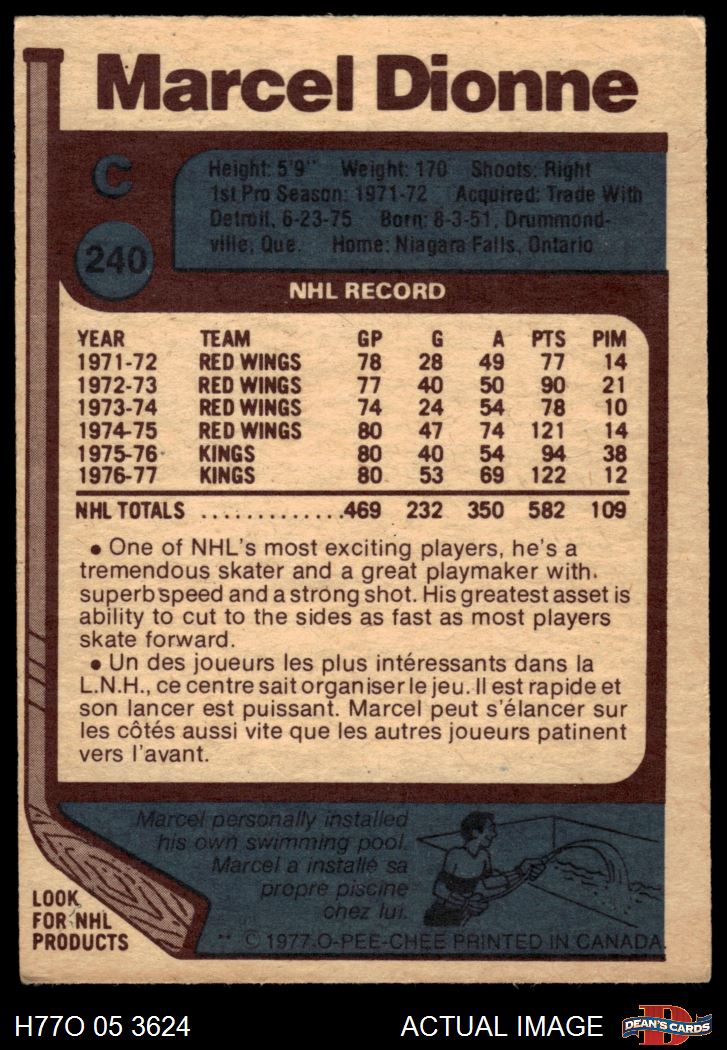 Marcel Dionne
C
240
Height: 5'9" Weight: 170 Shoots: Right
1st Pro Season: 1971-72 Acquired: Trade With
Detroit, 6-23-75 Born: 8-3-51, Drummond-
ville, Que. Home: Niagara Falls, Ontario
NHL RECORD
YEAR TEAM GP G A PTS PIM
1971-72 RED WINGS 78 28 49 77 14
1972-73 RED WINGS 77 40 50 90 21
1973-74 RED WINGS 74 24 54 78 10
1974-75 RED WINGS 80 47 74 121 14
1975-76 KINGS 80 40 54 94 38
1976-77 KINGS 80 53 69 122 12
NHL TOTALS .............469 232 350 582 109
• One of NHL's most exciting players, he's a
tremendous skater and a great playmaker with
superb speed and a strong shot. His greatest asset is
ability to cut to the sides as fast as most players
skate forward.
• Un des joueurs les plus intéressants dans la
L.N.H., ce centre sait organiser le jeu. Il est rapide et
son lancer est puissant. Marcel peut s'élancer sur
les côtés aussi vite que les autres joueurs patinent
vers l'avant.
Marcel personally installed
his own swimming pool.
Marcel a installé sa
propre piscine
chez lui.
LOOK
FOR NHL
PRODUCTS
** © 1977 O-PEE-CHEE PRINTED IN CANADA
H77O 05 3624 ACTUAL IMAGE
D
DEAN'S CARDS